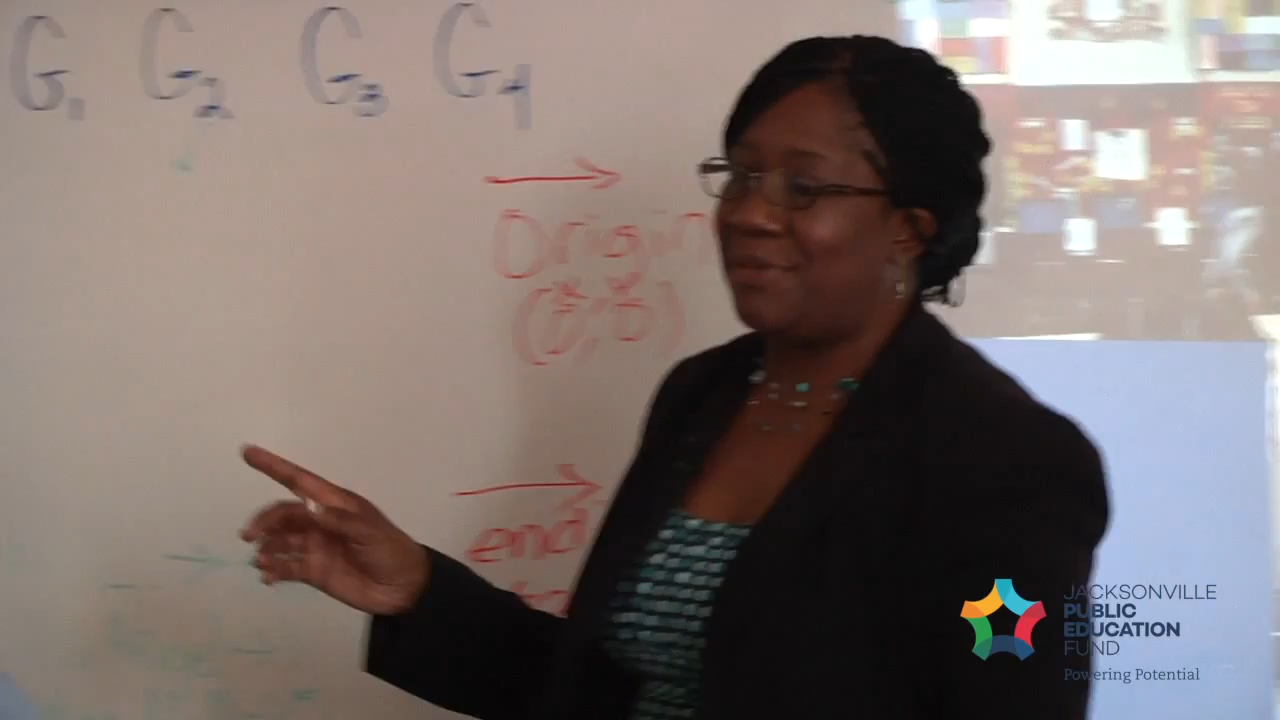 G1 G2 G3 G4
Origin
x y
(0,0)
end
JACKSONVILLE
PUBLIC
EDUCATION
FUND
Powering Potential